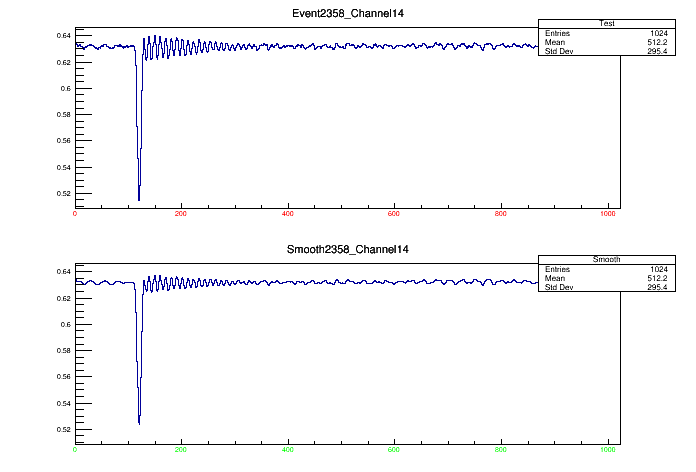 Event2358_Channel14
Test
Entries 1024
Mean 512.2
Std Dev 295.4
0.64
0.62
0.6
0.58
0.56
0.54
0.52
0 200 400 600 800 1000
Smooth2358_Channel14
Smooth
Entries 1024
Mean 512.2
Std Dev 295.4
0.64
0.62
0.6
0.58
0.56
0.54
0.52
0 200 400 600 800 1000